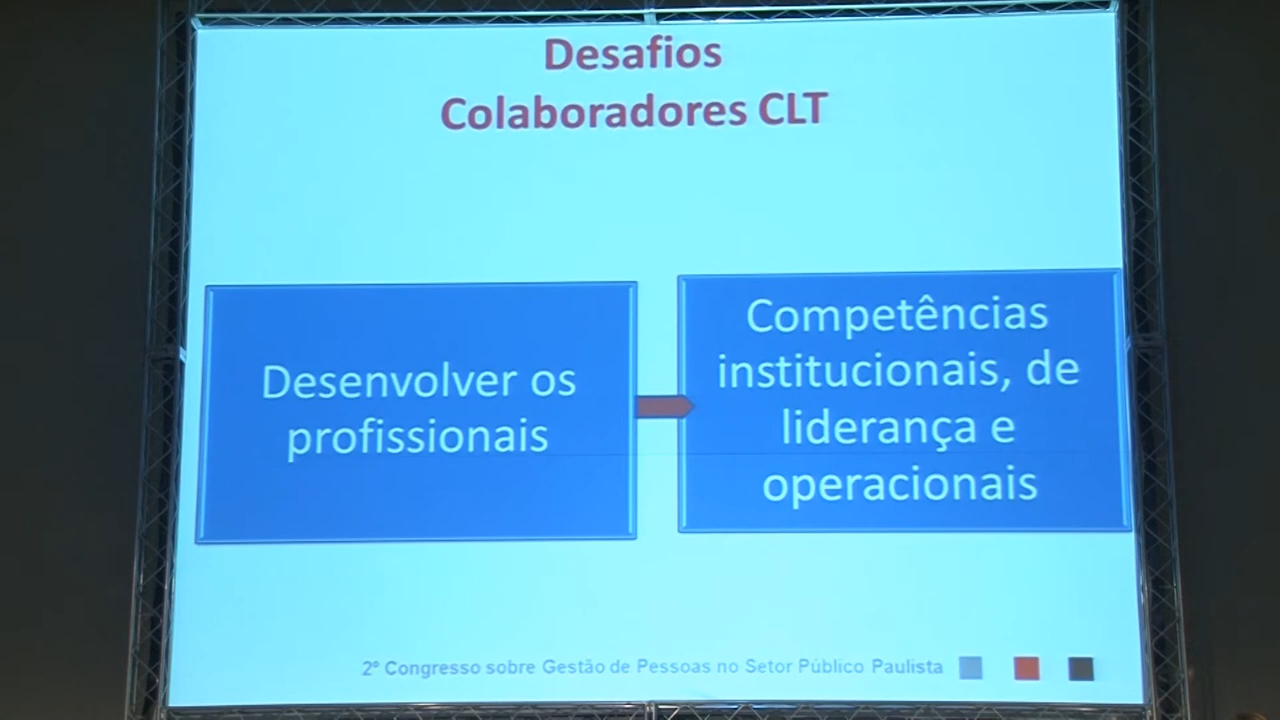 Desafios
Colaboradores CLT
Desenvolver os
profissionais
Competências
institucionais, de
liderança e
operacionais
2º Congresso sobre Gestão de Pessoas no Setor Público Paulista